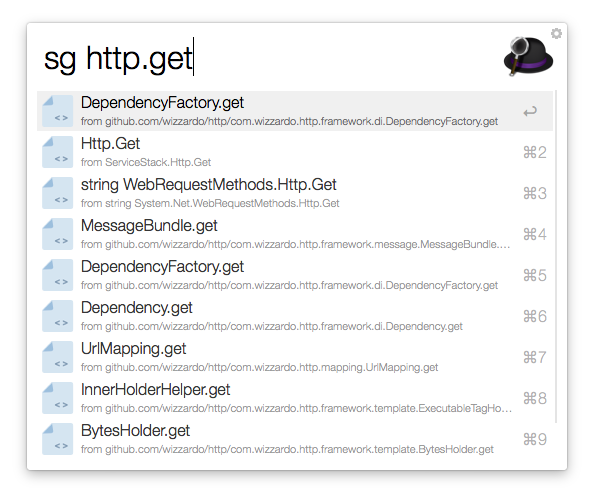 sg http.get
DependencyFactory.get
from github.com/wizzardo/http/com.wizzardo.http.framework.di.DependencyFactory.get
Http.Get
from ServiceStack.Http.Get
⌘2
string WebRequestMethods.Http.Get
from string System.Net.WebRequestMethods.Http.Get
⌘3
MessageBundle.get
from github.com/wizzardo/http/com.wizzardo.http.framework.message.MessageBundle....
⌘4
DependencyFactory.get
from github.com/wizzardo/http/com.wizzardo.http.framework.di.DependencyFactory.get
⌘5
Dependency.get
from github.com/wizzardo/http/com.wizzardo.http.framework.di.Dependency.get
⌘6
UrlMapping.get
from github.com/wizzardo/http/com.wizzardo.http.mapping.UrlMapping.get
⌘7
InnerHolderHelper.get
from github.com/wizzardo/http/com.wizzardo.http.framework.template.ExecutableTagHo...
⌘8
BytesHolder.get
from github.com/wizzardo/http/com.wizzardo.http.framework.template.BytesHolder.get
⌘9